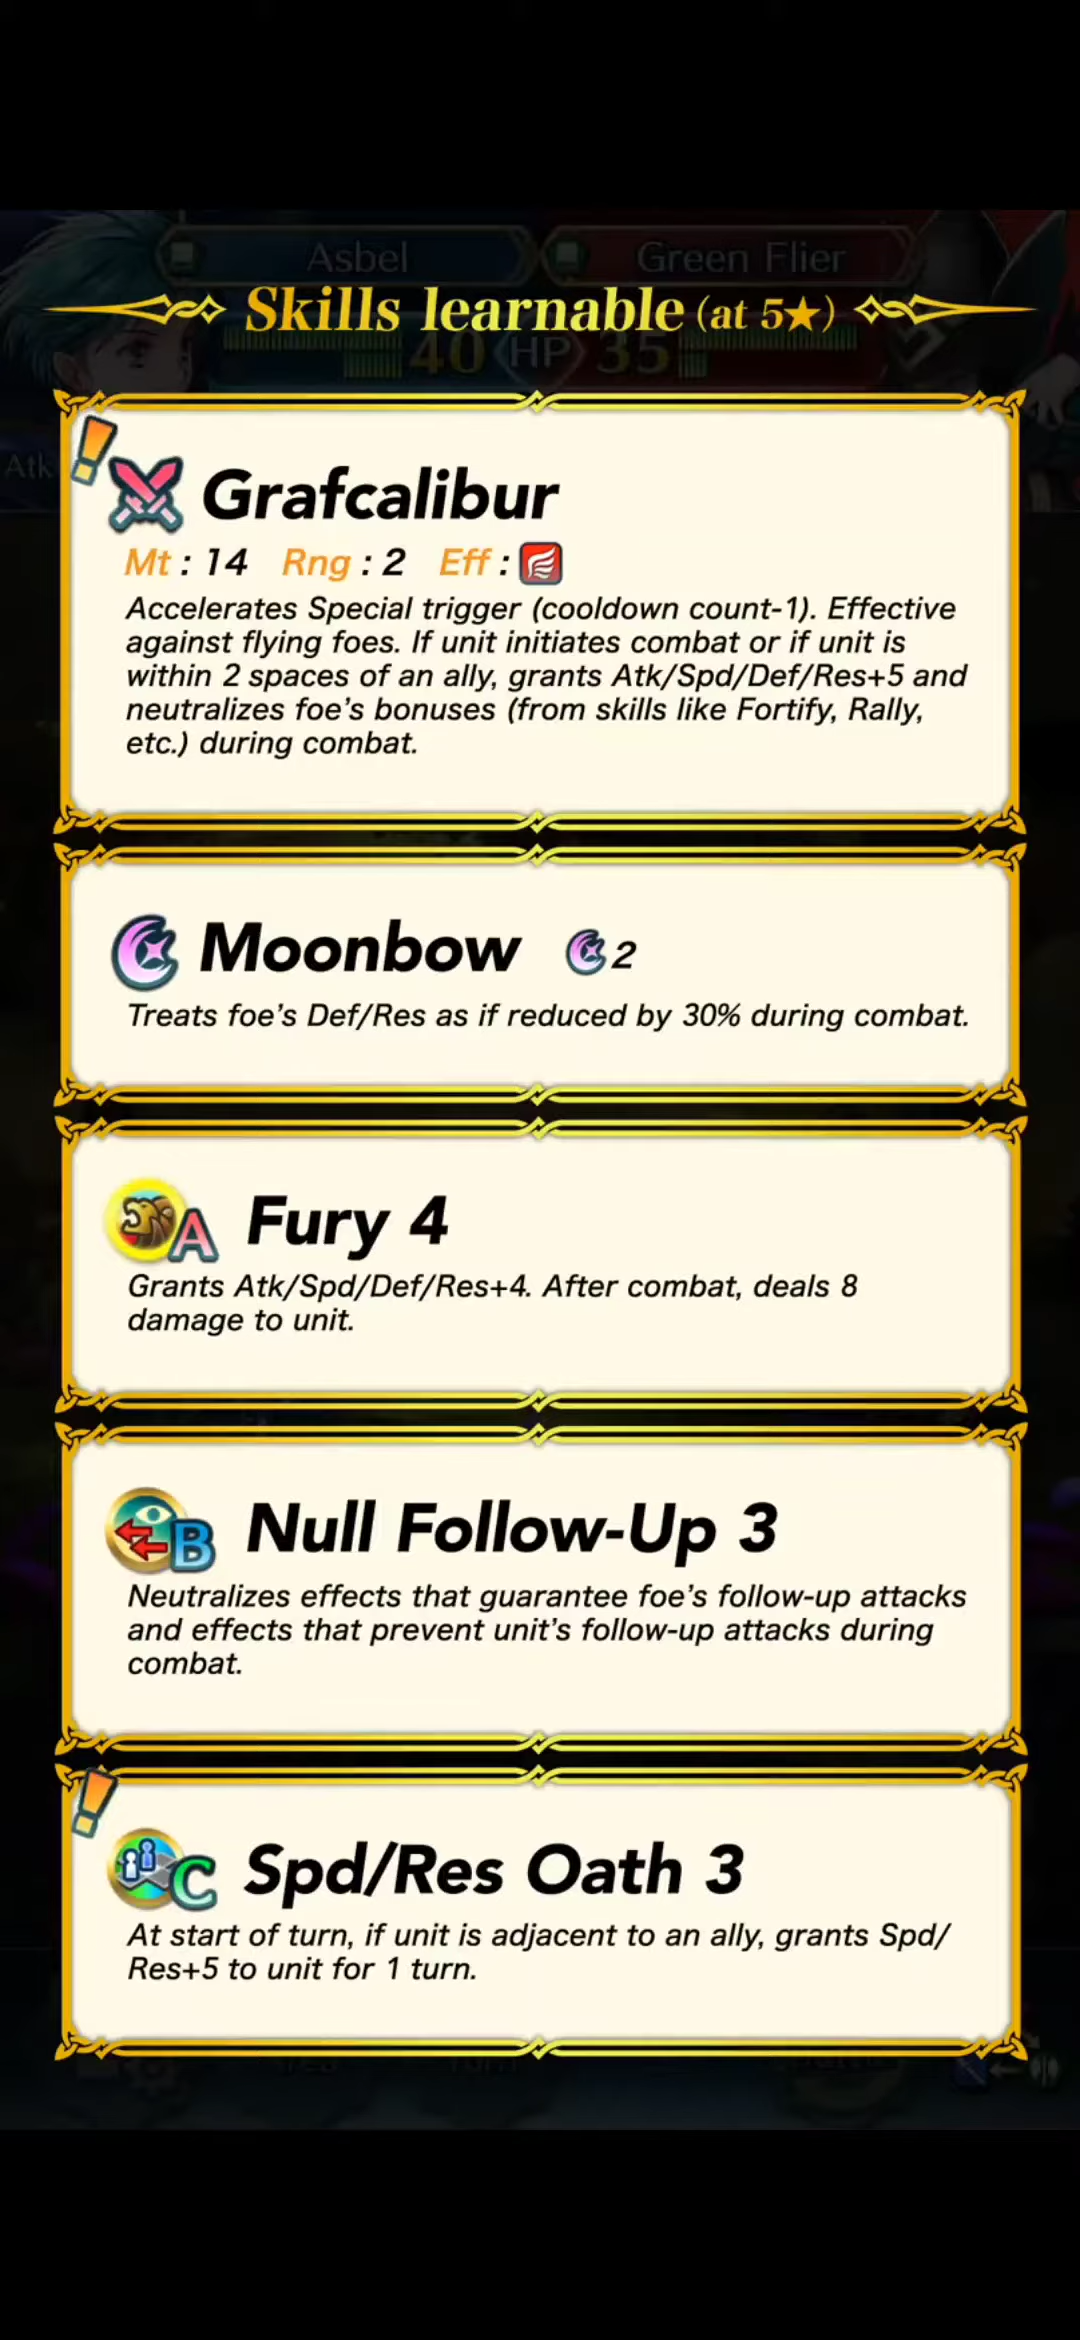 Asbel
Green Flier
Skills learnable (at 5★)
40 HP 35
Atk
Grafcalibur
Mt : 14 Rng : 2 Eff :
Accelerates Special trigger (cooldown count-1). Effective
against flying foes. If unit initiates combat or if unit is
within 2 spaces of an ally, grants Atk/Spd/Def/Res+5 and
neutralizes foe's bonuses (from skills like Fortify, Rally,
etc.) during combat.
Moonbow 2
Treats foe's Def/Res as if reduced by 30% during combat.
A Fury 4
Grants Atk/Spd/Def/Res+4. After combat, deals 8
damage to unit.
B Null Follow-Up 3
Neutralizes effects that guarantee foe's follow-up attacks
and effects that prevent unit's follow-up attacks during
combat.
C Spd/Res Oath 3
At start of turn, if unit is adjacent to an ally, grants Spd/
Res+5 to unit for 1 turn.